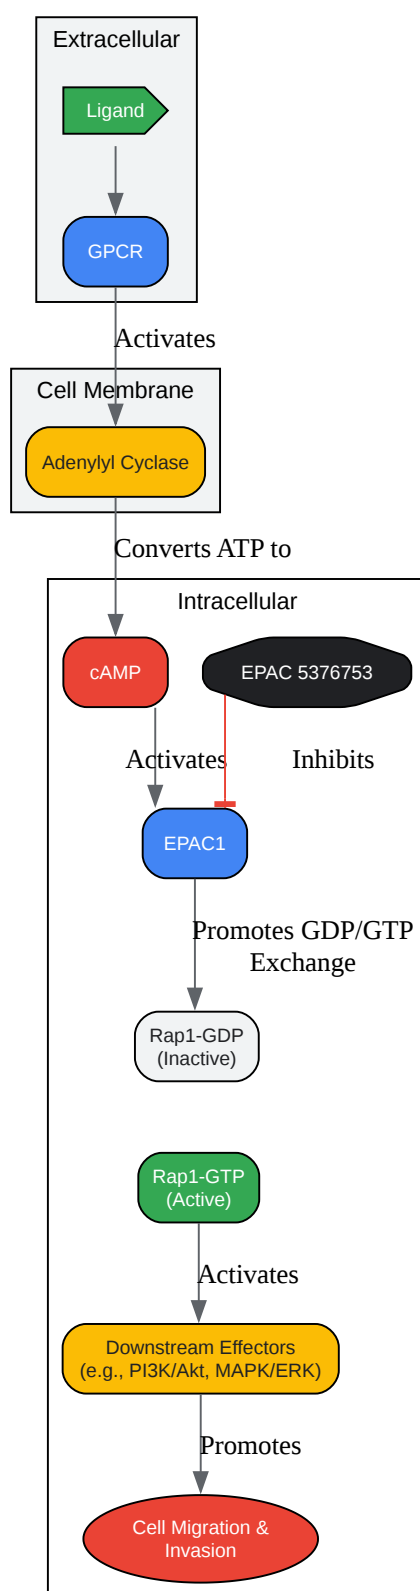 Extracellular
Ligand
GPCR
Activates
Cell Membrane
Adenylyl Cyclase
Converts ATP to
Intracellular
cAMP
EPAC 5376753
Activates
Inhibits
EPAC1
Promotes GDP/GTP
Exchange
Rap1-GDP
(Inactive)
Rap1-GTP
(Active)
Activates
Downstream Effectors
(e.g., PI3K/Akt, MAPK/ERK)
Promotes
Cell Migration &
Invasion